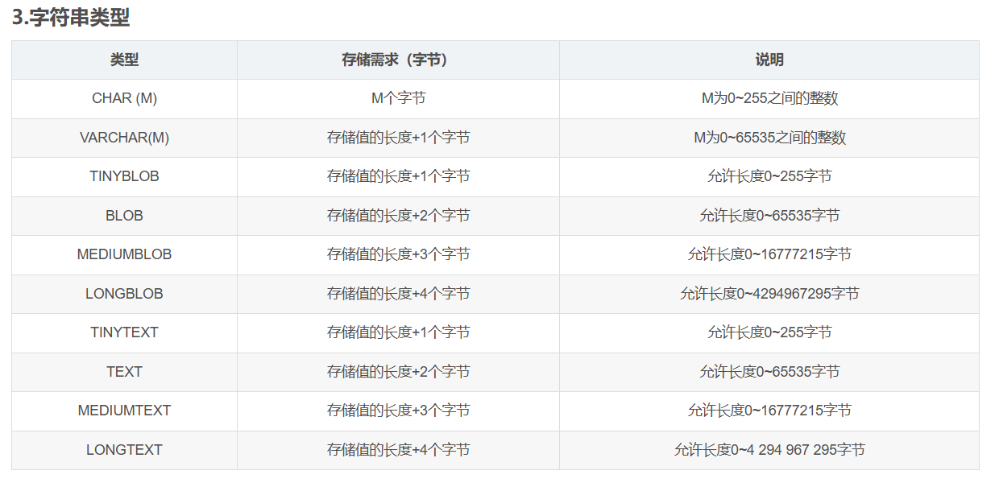 3.字符串类型
类型 存储需求（字节） 说明
CHAR (M) M个字节 M为0~255之间的整数
VARCHAR(M) 存储值的长度+1个字节 M为0~65535之间的整数
TINYBLOB 存储值的长度+1个字节 允许长度0~255字节
BLOB 存储值的长度+2个字节 允许长度0~65535字节
MEDIUMBLOB 存储值的长度+3个字节 允许长度0~16777215字节
LONGBLOB 存储值的长度+4个字节 允许长度0~4294967295字节
TINYTEXT 存储值的长度+1个字节 允许长度0~255字节
TEXT 存储值的长度+2个字节 允许长度0~65535字节
MEDIUMTEXT 存储值的长度+3个字节 允许长度0~16777215字节
LONGTEXT 存储值的长度+4个字节 允许长度0~4 294 967 295字节